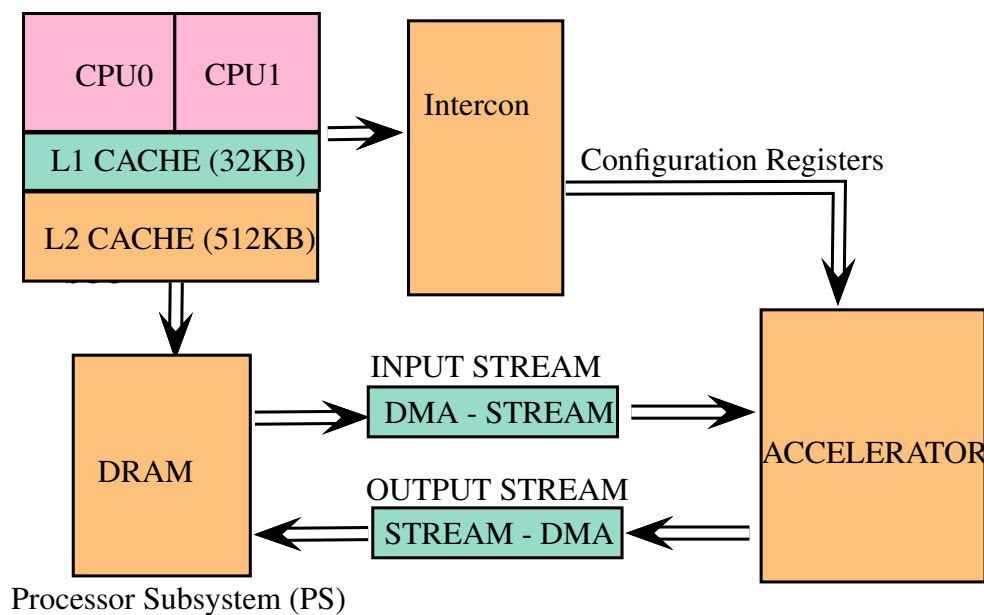 CPU0
CPU1
L1 CACHE (32KB)
L2 CACHE (512KB)
Intercon
Configuration Registers
INPUT STREAM
DMA - STREAM
DRAM
ACCELERATOR
OUTPUT STREAM
STREAM - DMA
Processor Subsystem (PS)